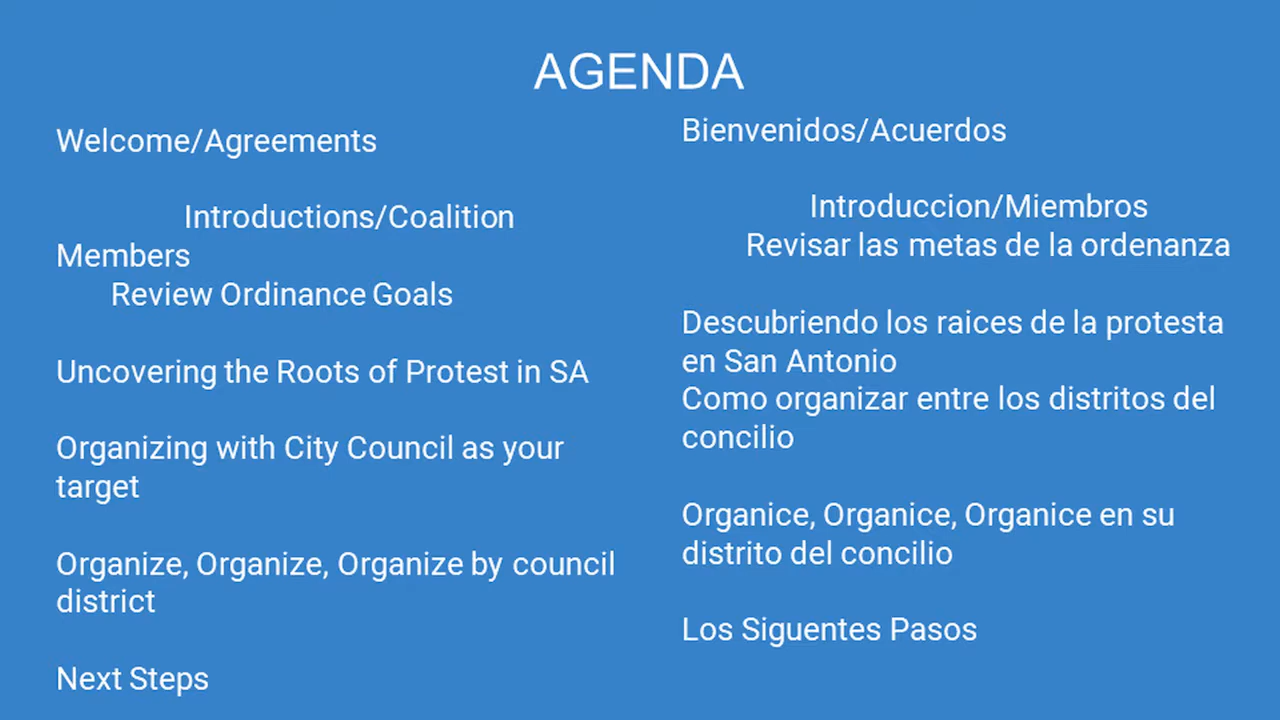 AGENDA
Welcome/Agreements
Introductions/Coalition
Members
Review Ordinance Goals
Uncovering the Roots of Protest in SA
Organizing with City Council as your
target
Organize, Organize, Organize by council
district
Next Steps
Bienvenidos/Acuerdos
Introduccion/Miembros
Revisar las metas de la ordenanza
Descubriendo los raices de la protesta
en San Antonio
Como organizar entre los distritos del
concilio
Organice, Organice, Organice en su
distrito del concilio
Los Siguentes Pasos